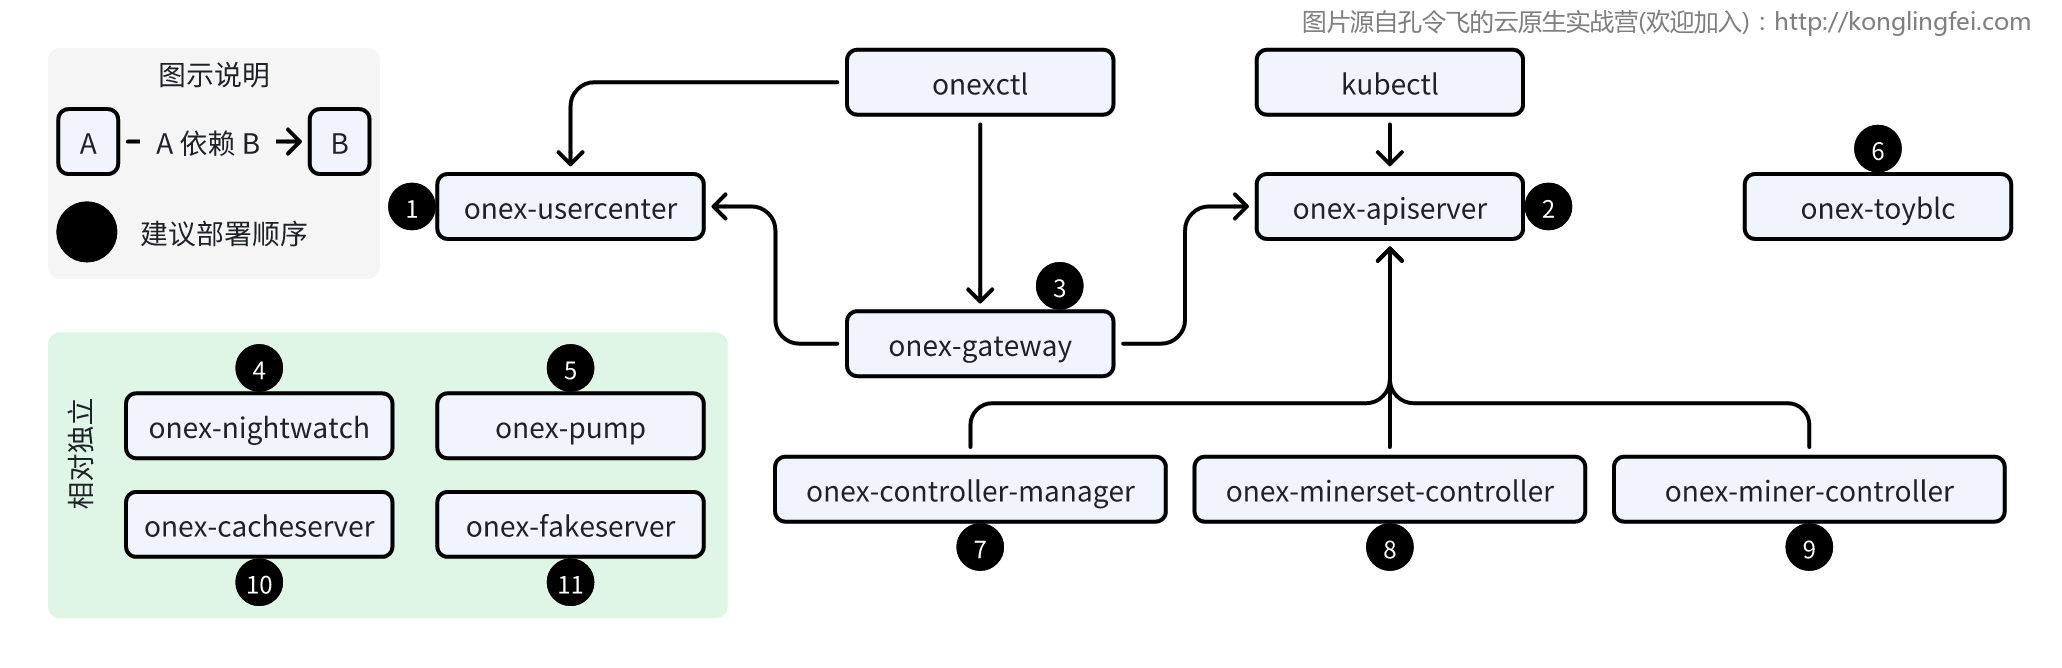 图片源自孔令飞的云原生实战营(欢迎加入)：http://konglingfei.com
图示说明
A
A 依赖 B
B
建议部署顺序
onexctl
kubectl
1
onex-usercenter
onex-apiserver
2
6
onex-toyblc
3
onex-gateway
相对独立
4
onex-nightwatch
5
onex-pump
onex-cacheserver
10
onex-fakeserver
11
onex-controller-manager
7
onex-minerset-controller
8
onex-miner-controller
9